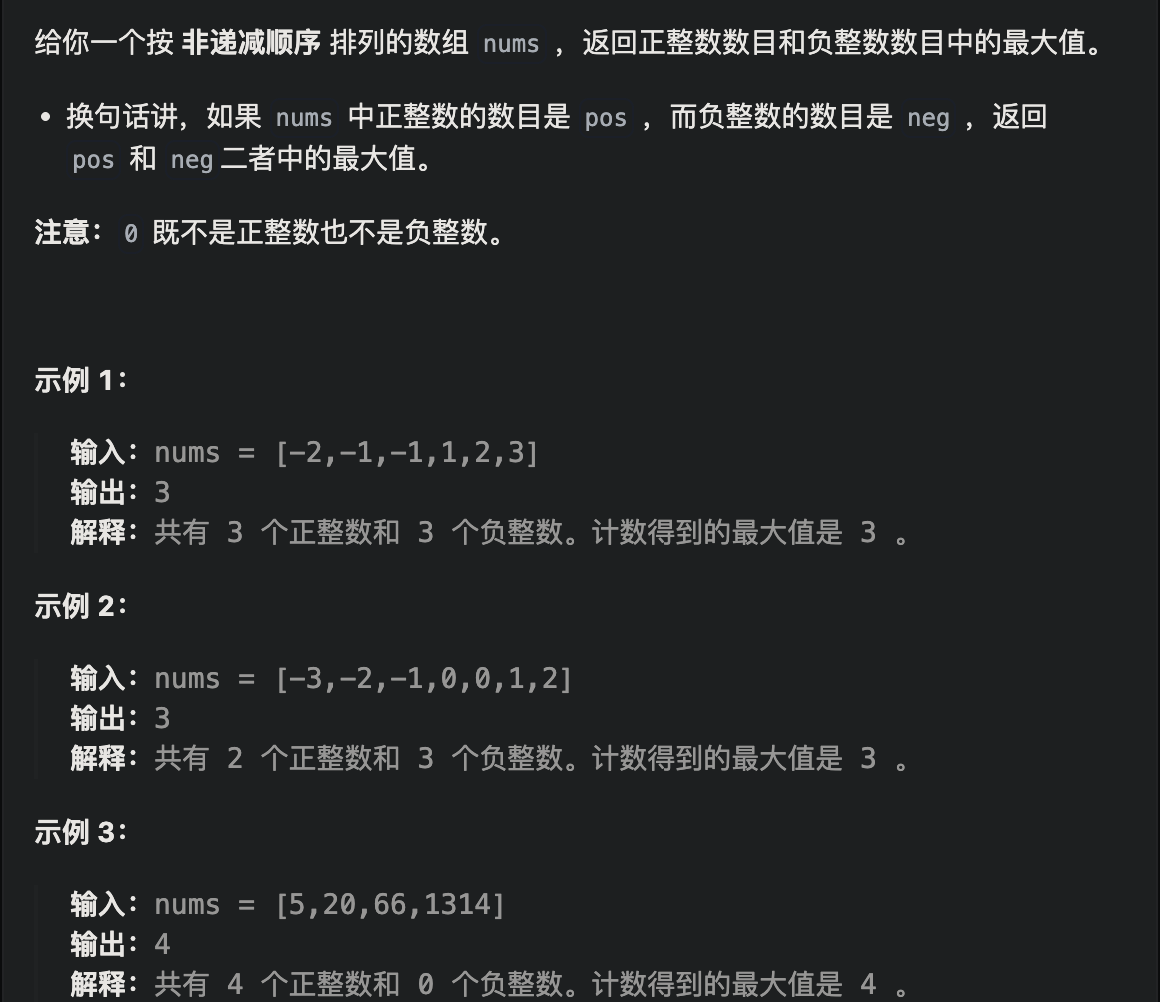 给你一个按 非递减顺序 排列的数组 nums ，返回正整数数目和负整数数目中的最大值。
• 换句话讲，如果 nums 中正整数的数目是 pos ，而负整数的数目是 neg ，返回
pos 和 neg二者中的最大值。
注意：0 既不是正整数也不是负整数。
示例 1：
输入：nums = [-2,-1,-1,1,2,3]
输出：3
解释：共有 3 个正整数和 3 个负整数。计数得到的最大值是 3 。
示例 2：
输入：nums = [-3,-2,-1,0,0,1,2]
输出：3
解释：共有 2 个正整数和 3 个负整数。计数得到的最大值是 3 。
示例 3：
输入：nums = [5,20,66,1314]
输出：4
解释：共有 4 个正整数和 0 个负整数。计数得到的最大值是 4 。